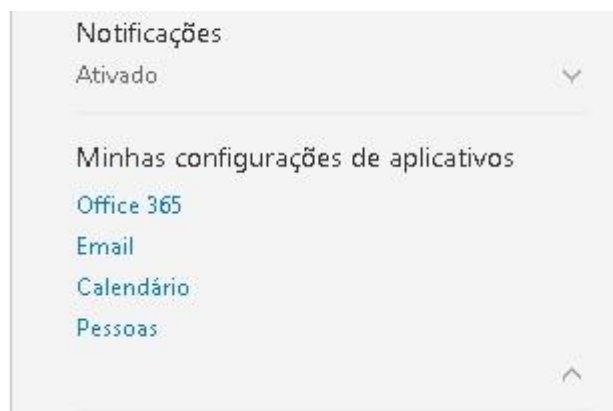 Notificações
Ativado
Minhas configurações de aplicativos
Office 365
Email
Calendário
Pessoas